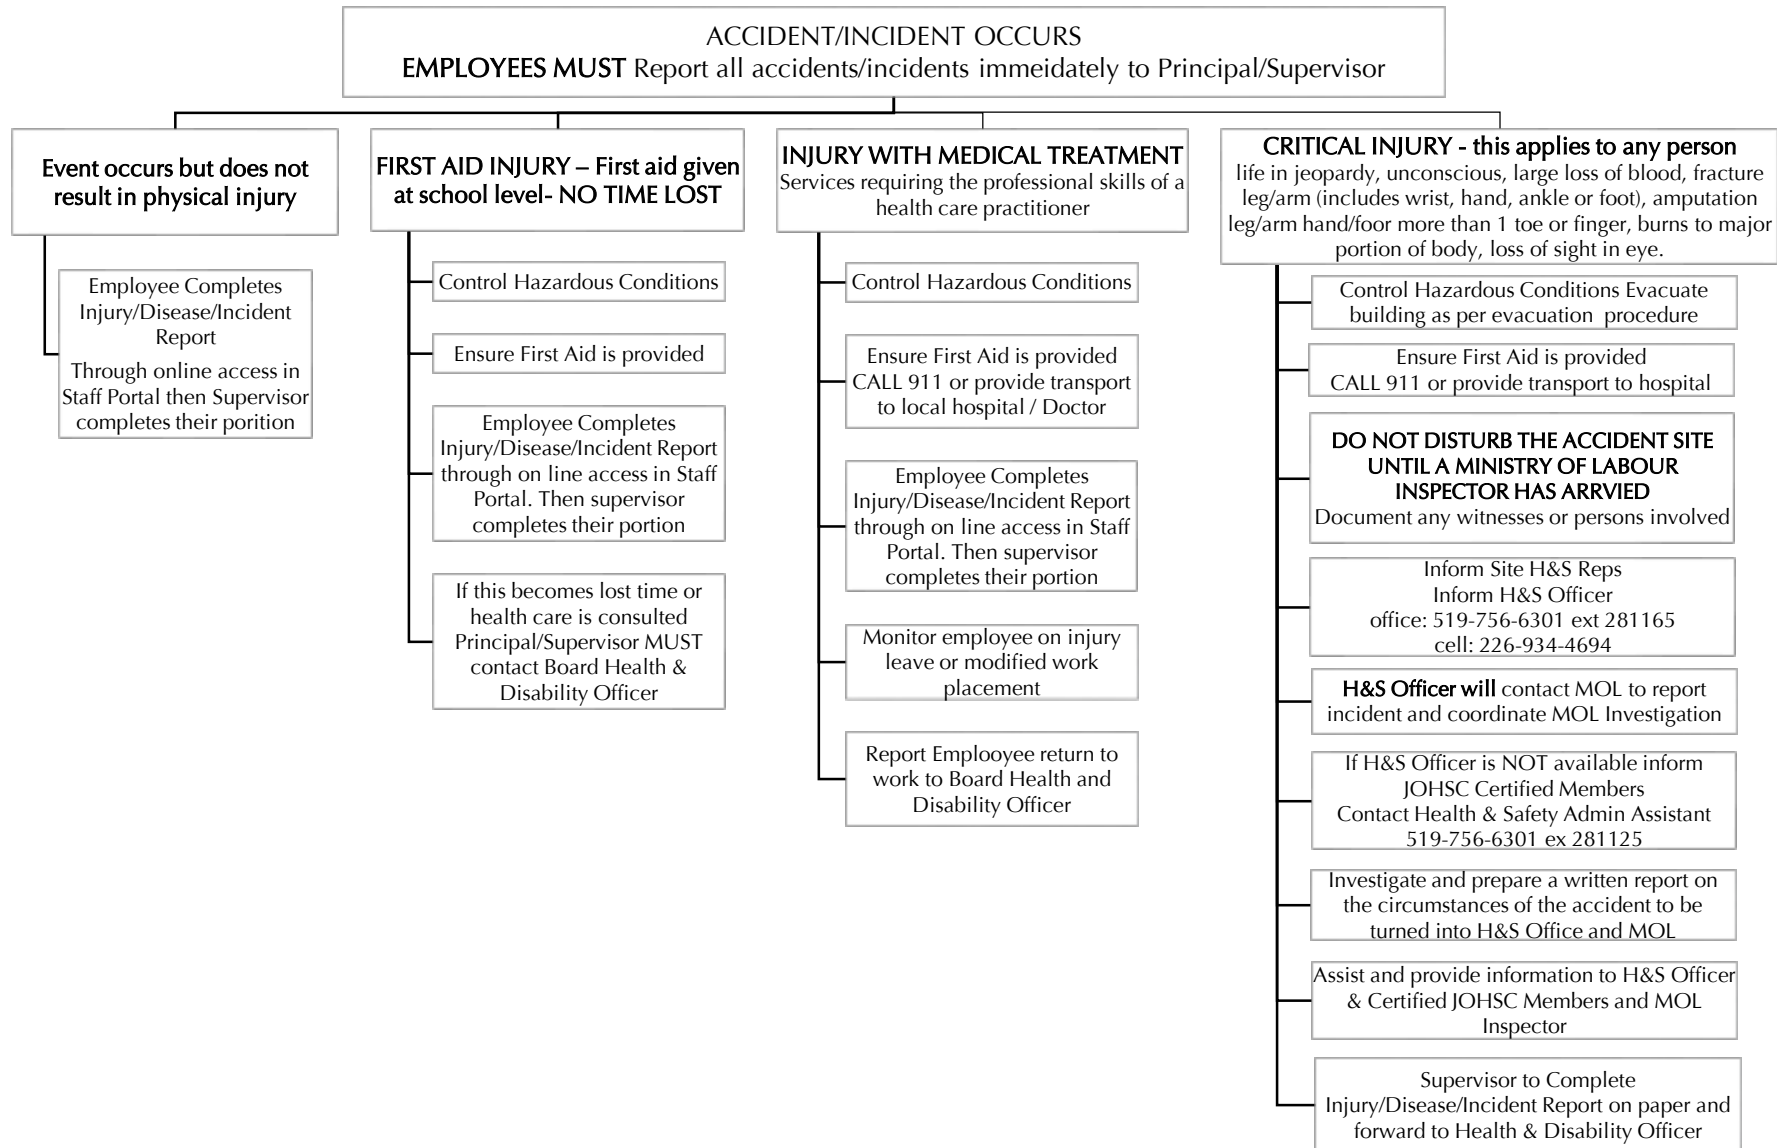 ACCIDENT/INCIDENT OCCURS
EMPLOYEES MUST Report all accidents/incidents immeidately to Principal/Supervisor
Event occurs but does not
result in physical injury
Employee Completes
Injury/Disease/Incident
Report
Through online access in
Staff Portal then Supervisor
completes their porition
FIRST AID INJURY – First aid given
at school level- NO TIME LOST
Control Hazardous Conditions
Ensure First Aid is provided
Employee Completes
Injury/Disease/Incident Report
through on line access in Staff
Portal. Then supervisor
completes their portion
If this becomes lost time or
health care is consulted
Principal/Supervisor MUST
contact Board Health &
Disability Officer
INJURY WITH MEDICAL TREATMENT
Services requiring the professional skills of a
health care practitioner
Control Hazardous Conditions
Ensure First Aid is provided
CALL 911 or provide transport
to local hospital / Doctor
Employee Completes
Injury/Disease/Incident Report
through on line access in Staff
Portal. Then supervisor
completes their portion
Monitor employee on injury
leave or modified work
placement
Report Emplooyee return to
work to Board Health and
Disability Officer
CRITICAL INJURY - this applies to any person
life in jeopardy, unconscious, large loss of blood, fracture
leg/arm (includes wrist, hand, ankle or foot), amputation
leg/arm hand/foor more than 1 toe or finger, burns to major
portion of body, loss of sight in eye.
Control Hazardous Conditions Evacuate
building as per evacuation procedure
Ensure First Aid is provided
CALL 911 or provide transport to hospital
DO NOT DISTURB THE ACCIDENT SITE
UNTIL A MINISTRY OF LABOUR
INSPECTOR HAS ARRVIED
Document any witnesses or persons involved
Inform Site H&S Reps
Inform H&S Officer
office: 519-756-6301 ext 281165
cell: 226-934-4694
H&S Officer will contact MOL to report
incident and coordinate MOL Investigation
If H&S Officer is NOT available inform
JOHSC Certified Members
Contact Health & Safety Admin Assistant
519-756-6301 ex 281125
Investigate and prepare a written report on
the circumstances of the accident to be
turned into H&S Office and MOL
Assist and provide information to H&S Officer
& Certified JOHSC Members and MOL
Inspector
Supervisor to Complete
Injury/Disease/Incident Report on paper and
forward to Health & Disability Officer